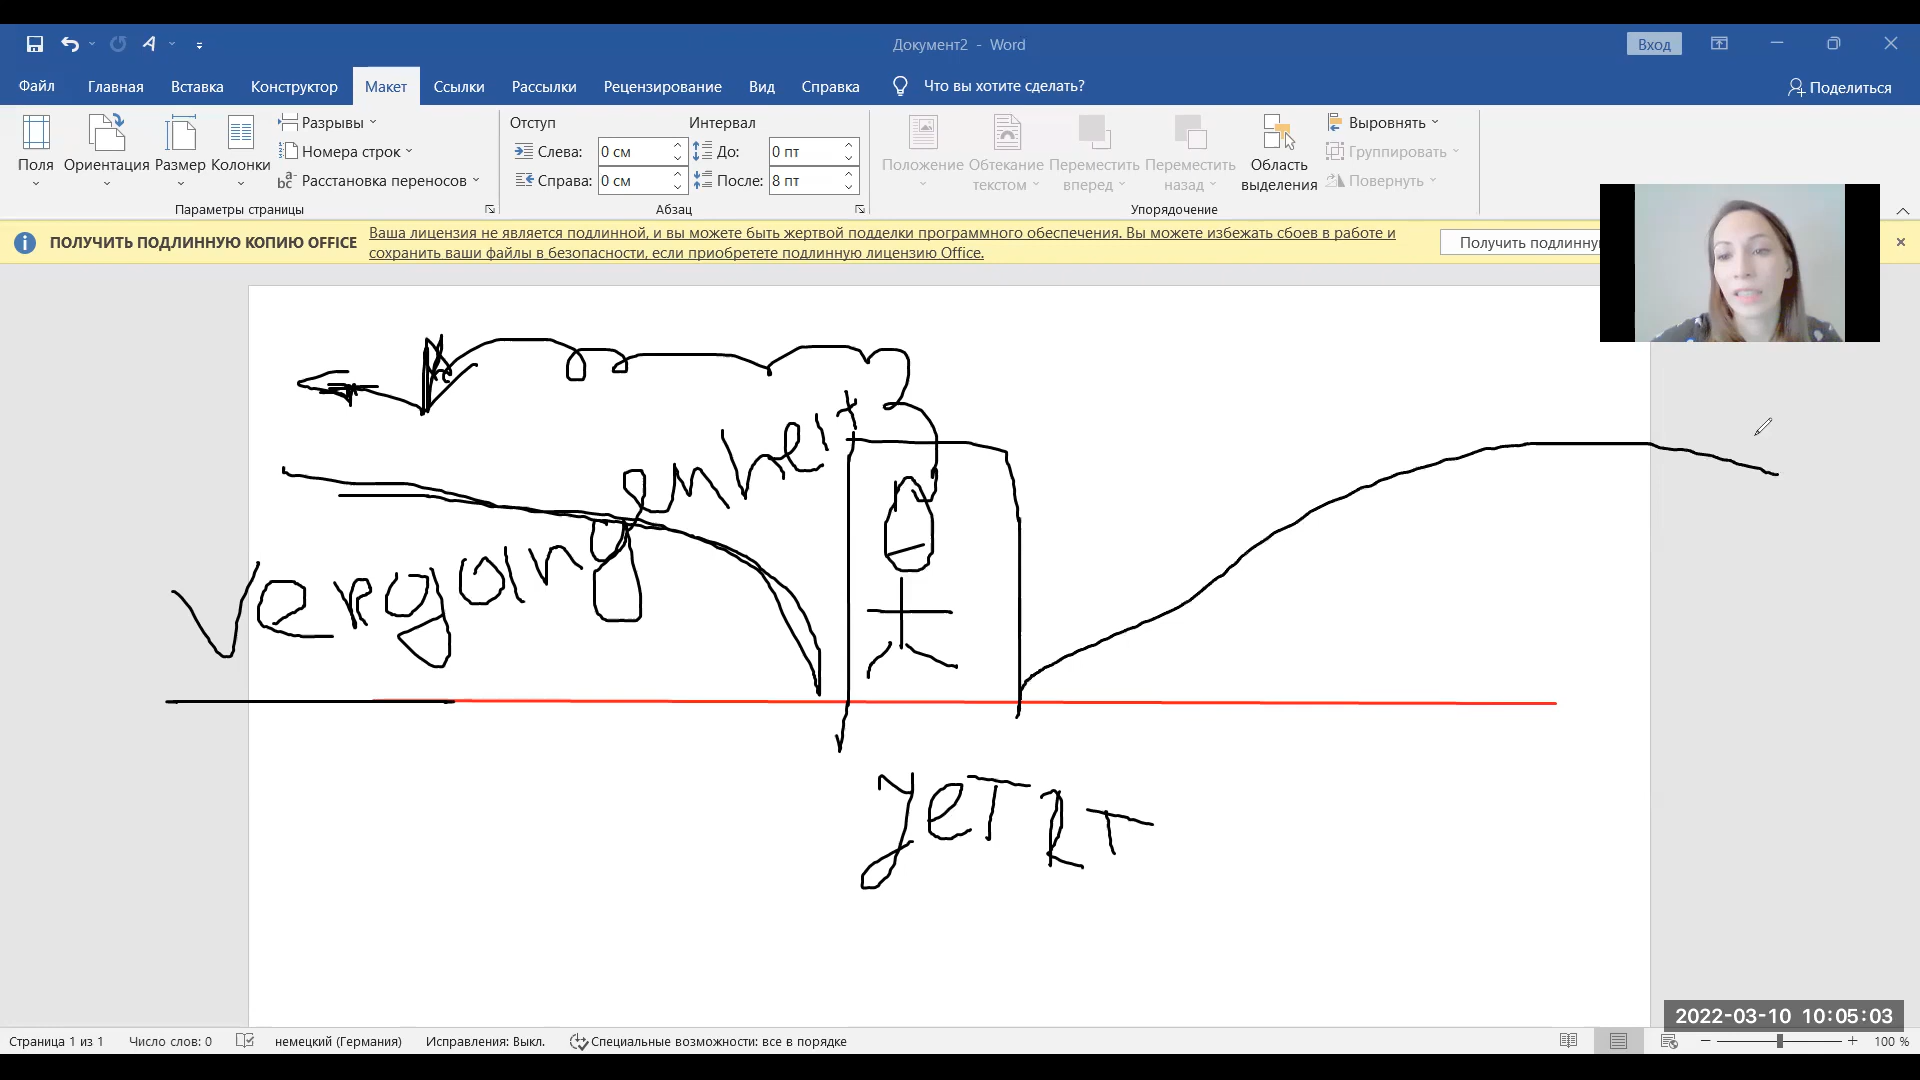 Документ2 - Word
Вход
Файл Главная Вставка Конструктор Макет Ссылки Рассылки Рецензирование Вид Справка Что вы хотите сделать? Поделиться
Поля
Ориентация
Размер
Колонки
Разрывы
Номера строк
Расстановка переносов
Параметры страницы
Отступ
Слева: 0 см
Справа: 0 см
Интервал
До: 0 пт
После: 8 пт
Абзац
Положение
Обтекание текстом
Переместить вперед
Переместить назад
Область выделения
Выровнять
Группировать
Повернуть
Упорядочение
ПОЛУЧИТЬ ПОДЛИННУЮ КОПИЮ OFFICE
Ваша лицензия не является подлинной, и вы можете быть жертвой подделки программного обеспечения. Вы можете избежать сбоев в работе и
сохранить ваши файлы в безопасности, если приобретете подлинную лицензию Office.
Получить подлинну
Vergangenheit
Jetzt
2022-03-10 10:05:03
Страница 1 из 1 Число слов: 0 немецкий (Германия) Исправления: Выкл. Специальные возможности: все в порядке 100 %